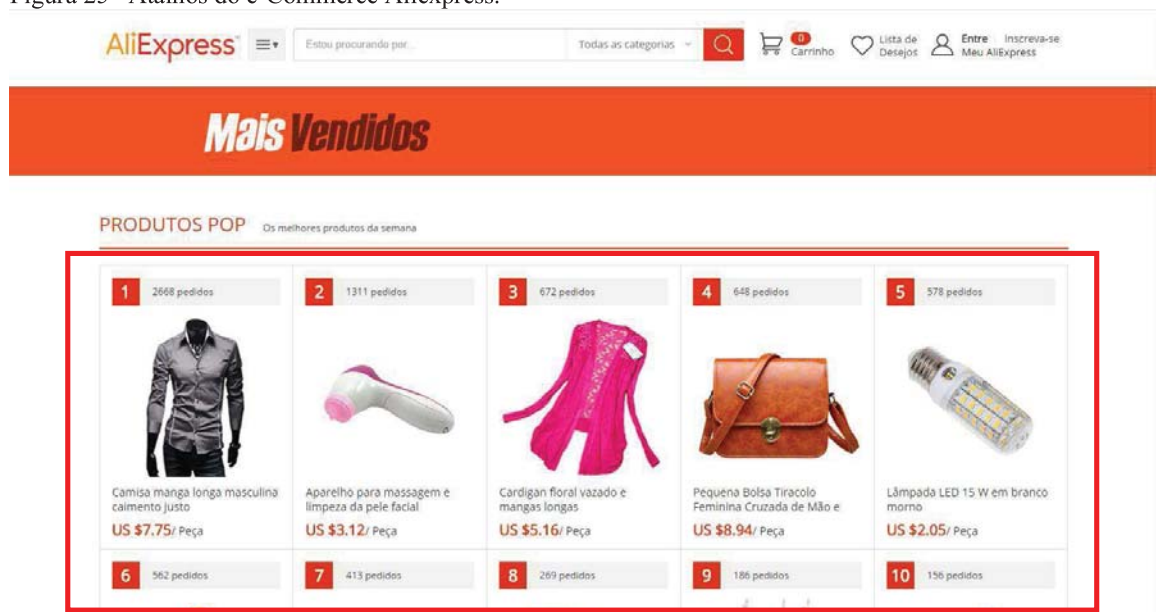 Figura 25 - Atalhos do e-Commerce Aliexpress.
AliExpress
Estou procurando por...
Todas as categorias
0
Carrinho
Lista de
Desejos
Entre
Inscreva-se
Meu AliExpress
Mais Vendidos
PRODUTOS POP
Os melhores produtos da semana
1 2668 pedidos
2 1311 pedidos
3 672 pedidos
4 648 pedidos
5 578 pedidos
Camisa manga longa masculina
caimento justo
US $7.75/ Peça
Aparelho para massagem e
limpeza da pele facial
US $3.12/ Peça
Cardigan floral vazado e
mangas longas
US $5.16/ Peça
Pequena Bolsa Tiracolo
Feminina Cruzada de Mão e
US $8.94/ Peça
Lâmpada LED 15 W em branco
morno
US $2.05/ Peça
6 562 pedidos
7 413 pedidos
8 269 pedidos
9 186 pedidos
10 156 pedidos